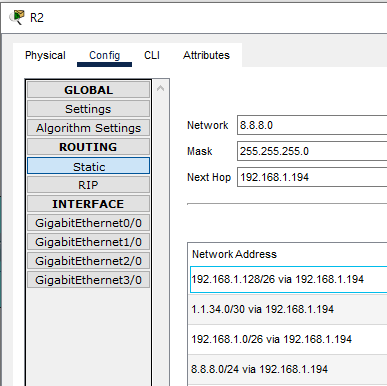 R2
Physical Config CLI Attributes
GLOBAL
Settings
Algorithm Settings
ROUTING
Static
RIP
INTERFACE
GigabitEthernet0/0
GigabitEthernet1/0
GigabitEthernet2/0
GigabitEthernet3/0
Network 8.8.8.0
Mask 255.255.255.0
Next Hop 192.168.1.194
Network Address
192.168.1.128/26 via 192.168.1.194
1.1.34.0/30 via 192.168.1.194
192.168.1.0/26 via 192.168.1.194
8.8.8.0/24 via 192.168.1.194